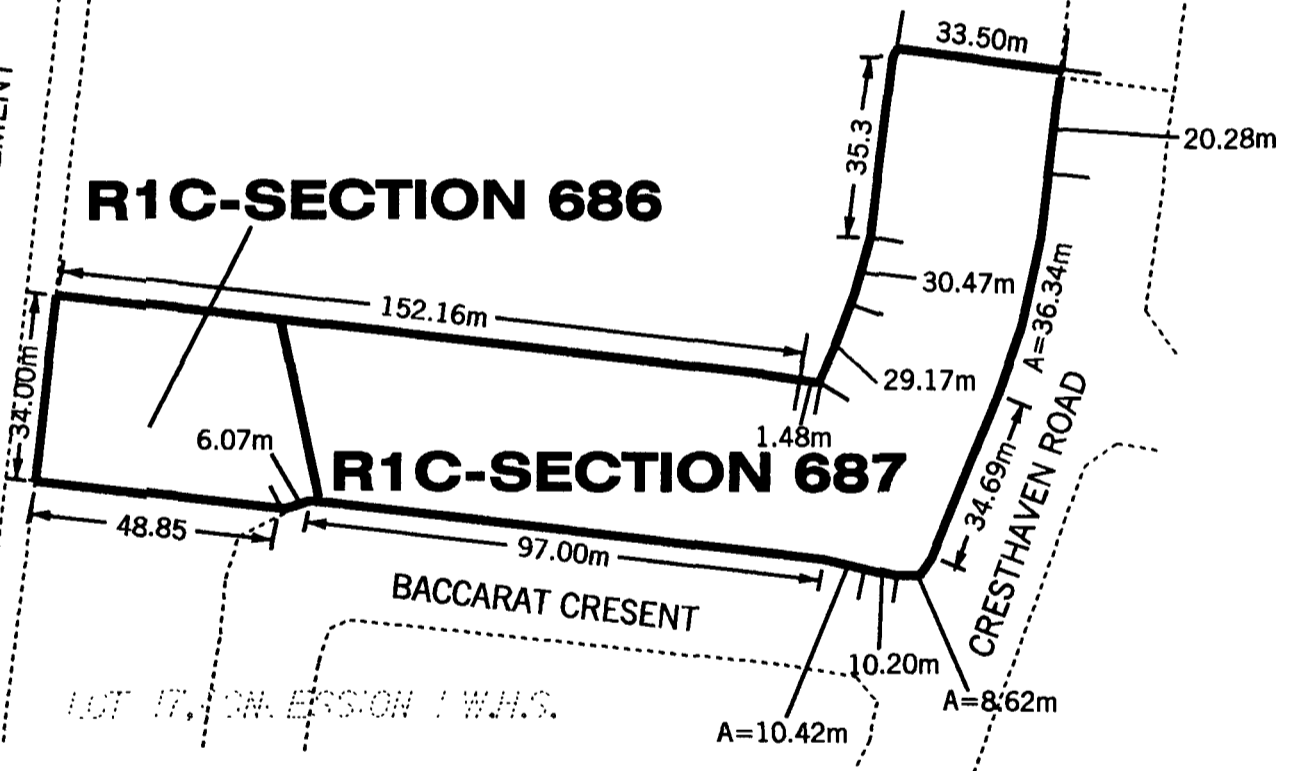 33.50m
35.3
20.28m
R1C-SECTION 686
30.47m
A=36.34m
152.16m
29.17m
34.00m
1.48m
6.07m
R1C-SECTION 687
34.69m
CRESTHAVEN ROAD
48.85
97.00m
BACCARAT CRESENT
10.20m
A=8.62m
A=10.42m
LOT 17, W.H.S.